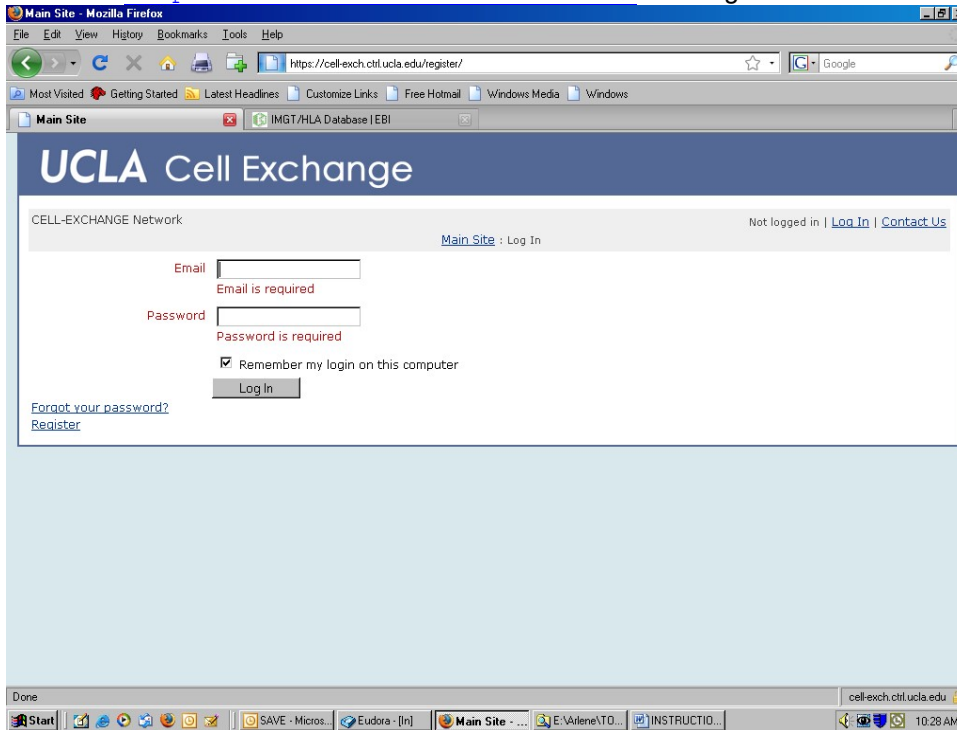 Main Site - Mozilla Firefox
File Edit View History Bookmarks Tools Help
https://cell-exch.ctrl.ucla.edu/register/
G Google
Most Visited Getting Started Latest Headlines Customize Links Free Hotmail Windows Media Windows
Main Site IMGT/HLA Database | EBI
UCLA Cell Exchange
CELL-EXCHANGE Network
Not logged in | Log In | Contact Us
Main Site : Log In
Email
Email is required
Password
Password is required
Remember my login on this computer
Log In
Forgot your password?
Register
Done
cell-exch.ctrl.ucla.edu
Start SAVE - Micros... Eudora - [In] Main Site - ... E:\Arlene\TO... INSTRUCTIO... 10:28 AM